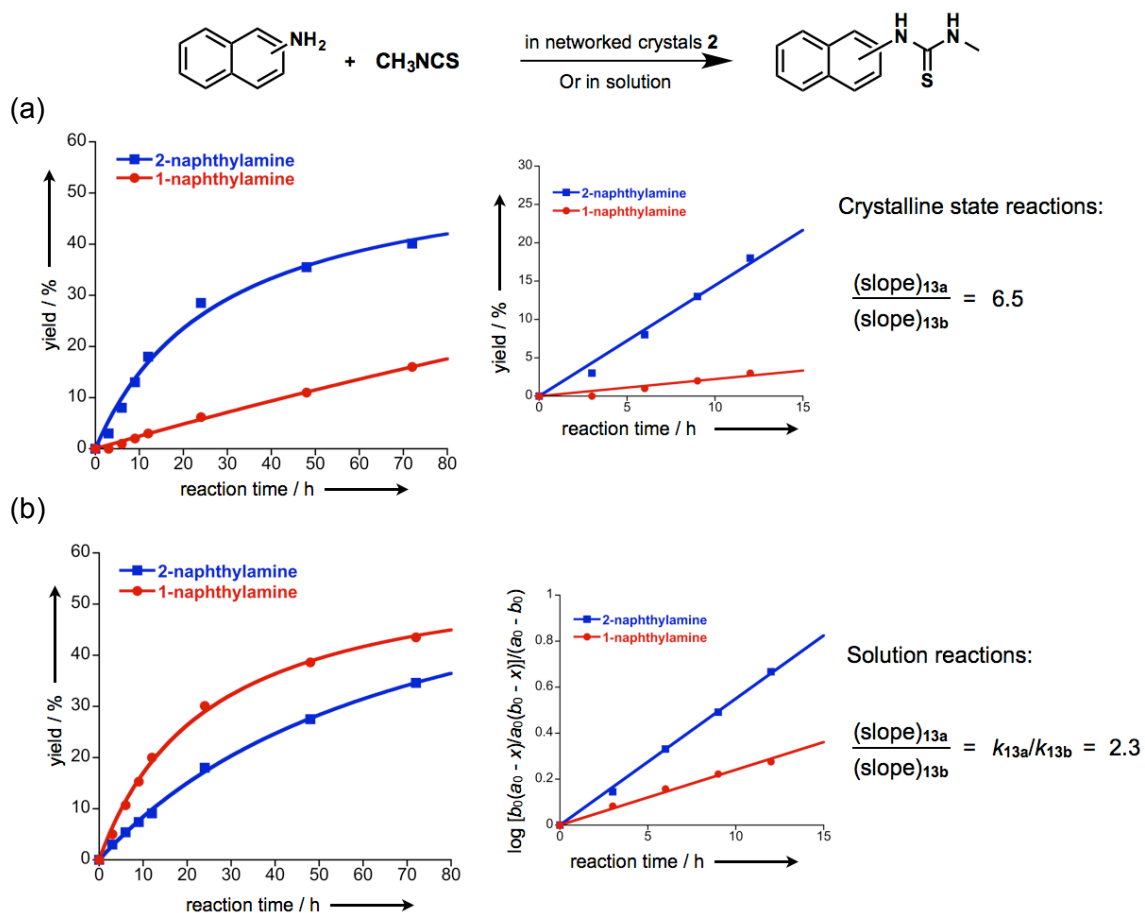 NH2
+ CH3NCS
in networked crystals 2
Or in solution
H H
N N
S
(a)
60
50
40
30
20
10
0
yield / %
2-naphthylamine
1-naphthylamine
0 10 20 30 40 50 60 70 80
reaction time / h
30
25
20
15
10
5
0
yield / %
2-naphthylamine
1-naphthylamine
0 5 10 15
reaction time / h
Crystalline state reactions:
(slope)13a
= 6.5
(slope)13b
(b)
60
50
40
30
20
10
0
yield / %
2-naphthylamine
1-naphthylamine
0 10 20 30 40 50 60 70 80
reaction time / h
1
0.8
0.6
0.4
0.2
0
log [b0(a0 – x)/a0(b0 – x)]/(a0 - b0)
2-naphthylamine
1-naphthylamine
0 5 10 15
reaction time / h
Solution reactions:
(slope)13a
= k13a/k13b = 2.3
(slope)13b